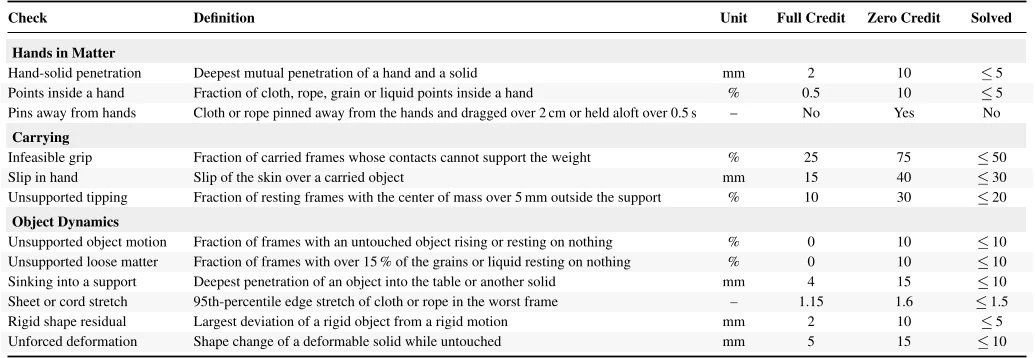 Check Definition Unit Full Credit Zero Credit Solved
Hands in Matter
Hand-solid penetration Deepest mutual penetration of a hand and a solid mm 2 10 ≤ 5
Points inside a hand Fraction of cloth, rope, grain or liquid points inside a hand % 0.5 10 ≤ 5
Pins away from hands Cloth or rope pinned away from the hands and dragged over 2 cm or held aloft over 0.5 s – No Yes No
Carrying
Infeasible grip Fraction of carried frames whose contacts cannot support the weight % 25 75 ≤ 50
Slip in hand Slip of the skin over a carried object mm 15 40 ≤ 30
Unsupported tipping Fraction of resting frames with the center of mass over 5 mm outside the support % 10 30 ≤ 20
Object Dynamics
Unsupported object motion Fraction of frames with an untouched object rising or resting on nothing % 0 10 ≤ 10
Unsupported loose matter Fraction of frames with over 15 % of the grains or liquid resting on nothing % 0 10 ≤ 10
Sinking into a support Deepest penetration of an object into the table or another solid mm 4 15 ≤ 10
Sheet or cord stretch 95th-percentile edge stretch of cloth or rope in the worst frame – 1.15 1.6 ≤ 1.5
Rigid shape residual Largest deviation of a rigid object from a rigid motion mm 2 10 ≤ 5
Unforced deformation Shape change of a deformable solid while untouched mm 5 15 ≤ 10